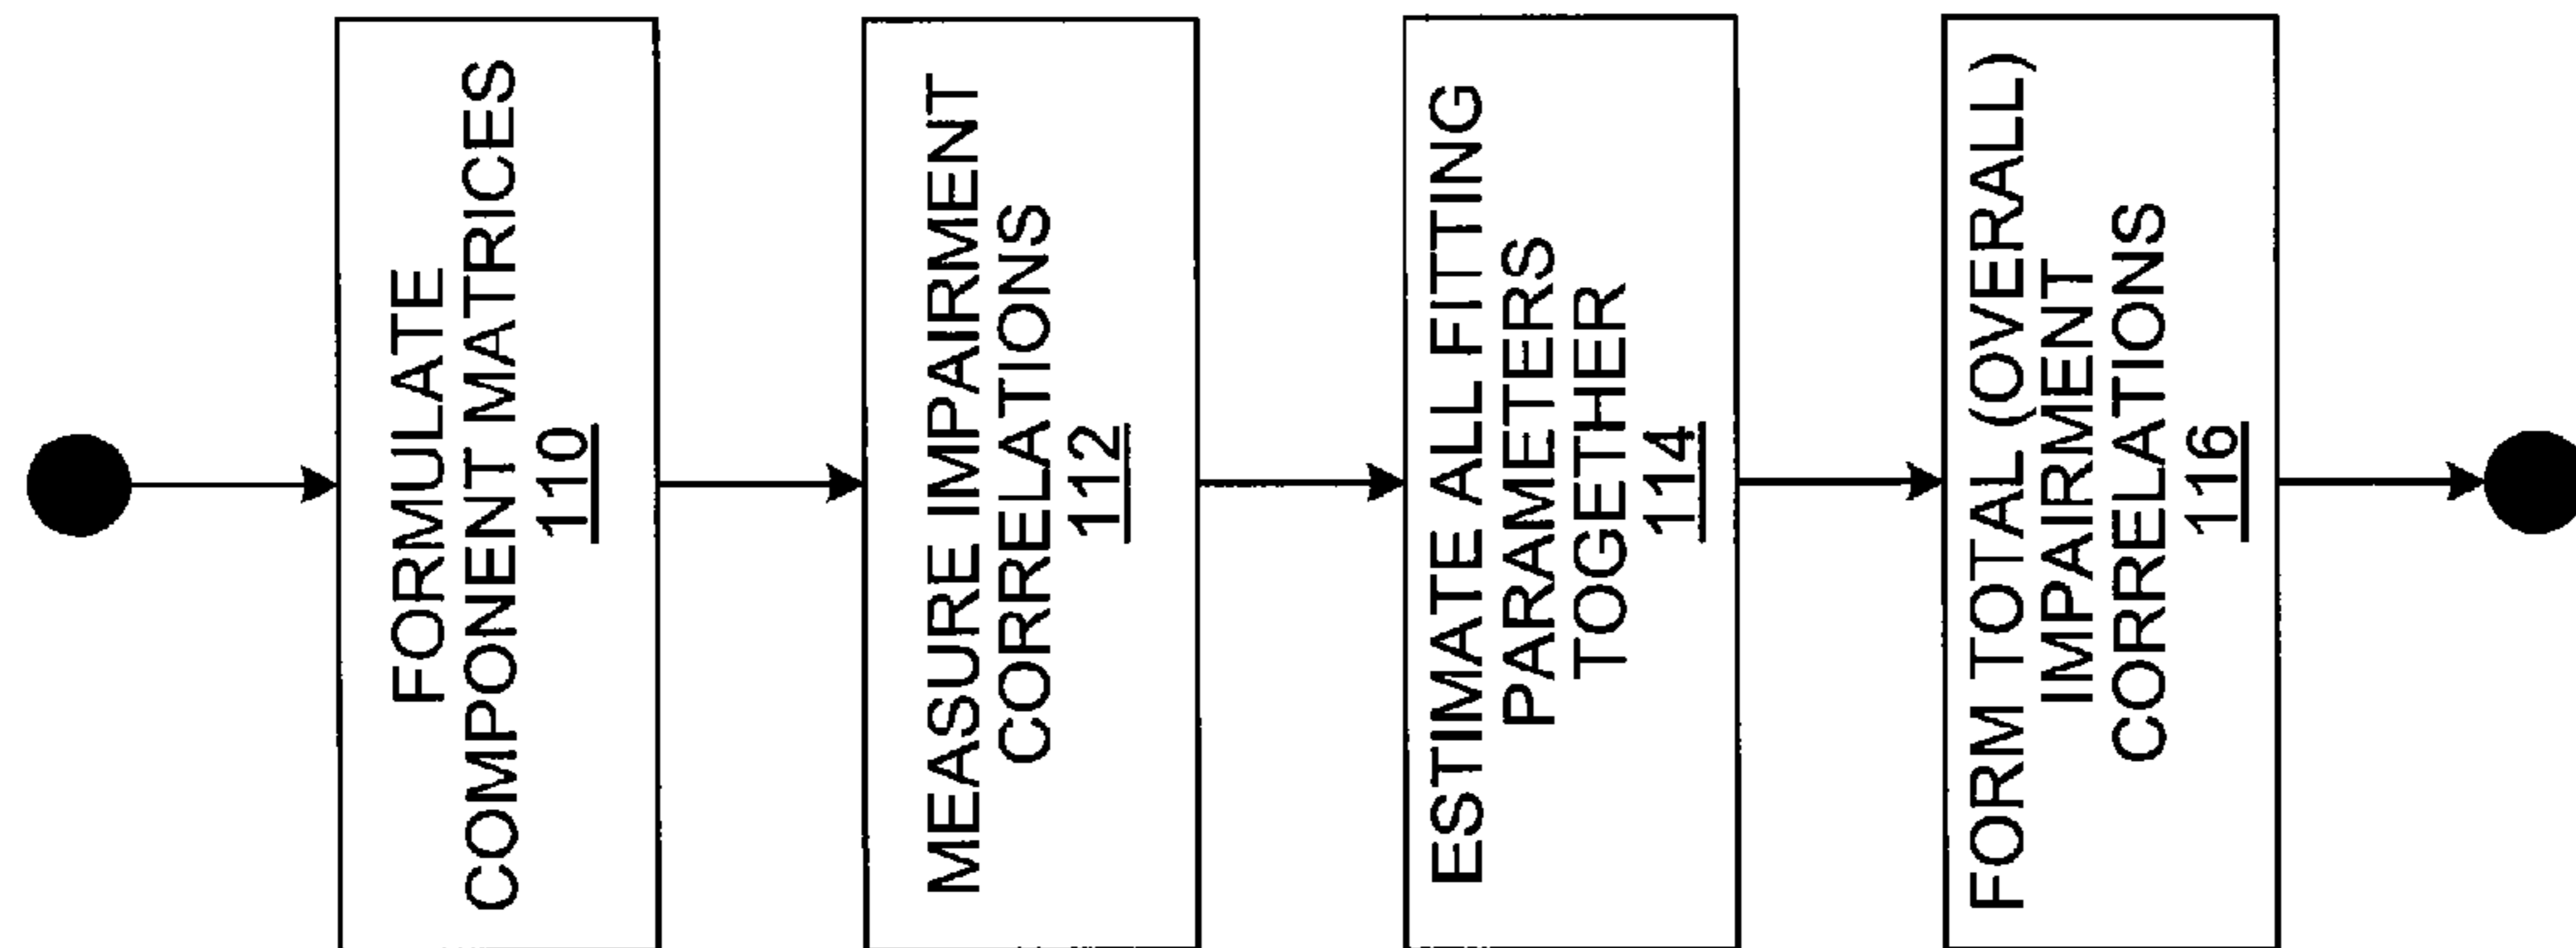 FORMULATE
COMPONENT MATRICES
110
MEASURE IMPAIRMENT
CORRELATIONS
112
ESTIMATE ALL FITTING
PARAMETERS
TOGETHER
114
FORM TOTAL (OVERALL)
IMPAIRMENT
CORRELATIONS
116